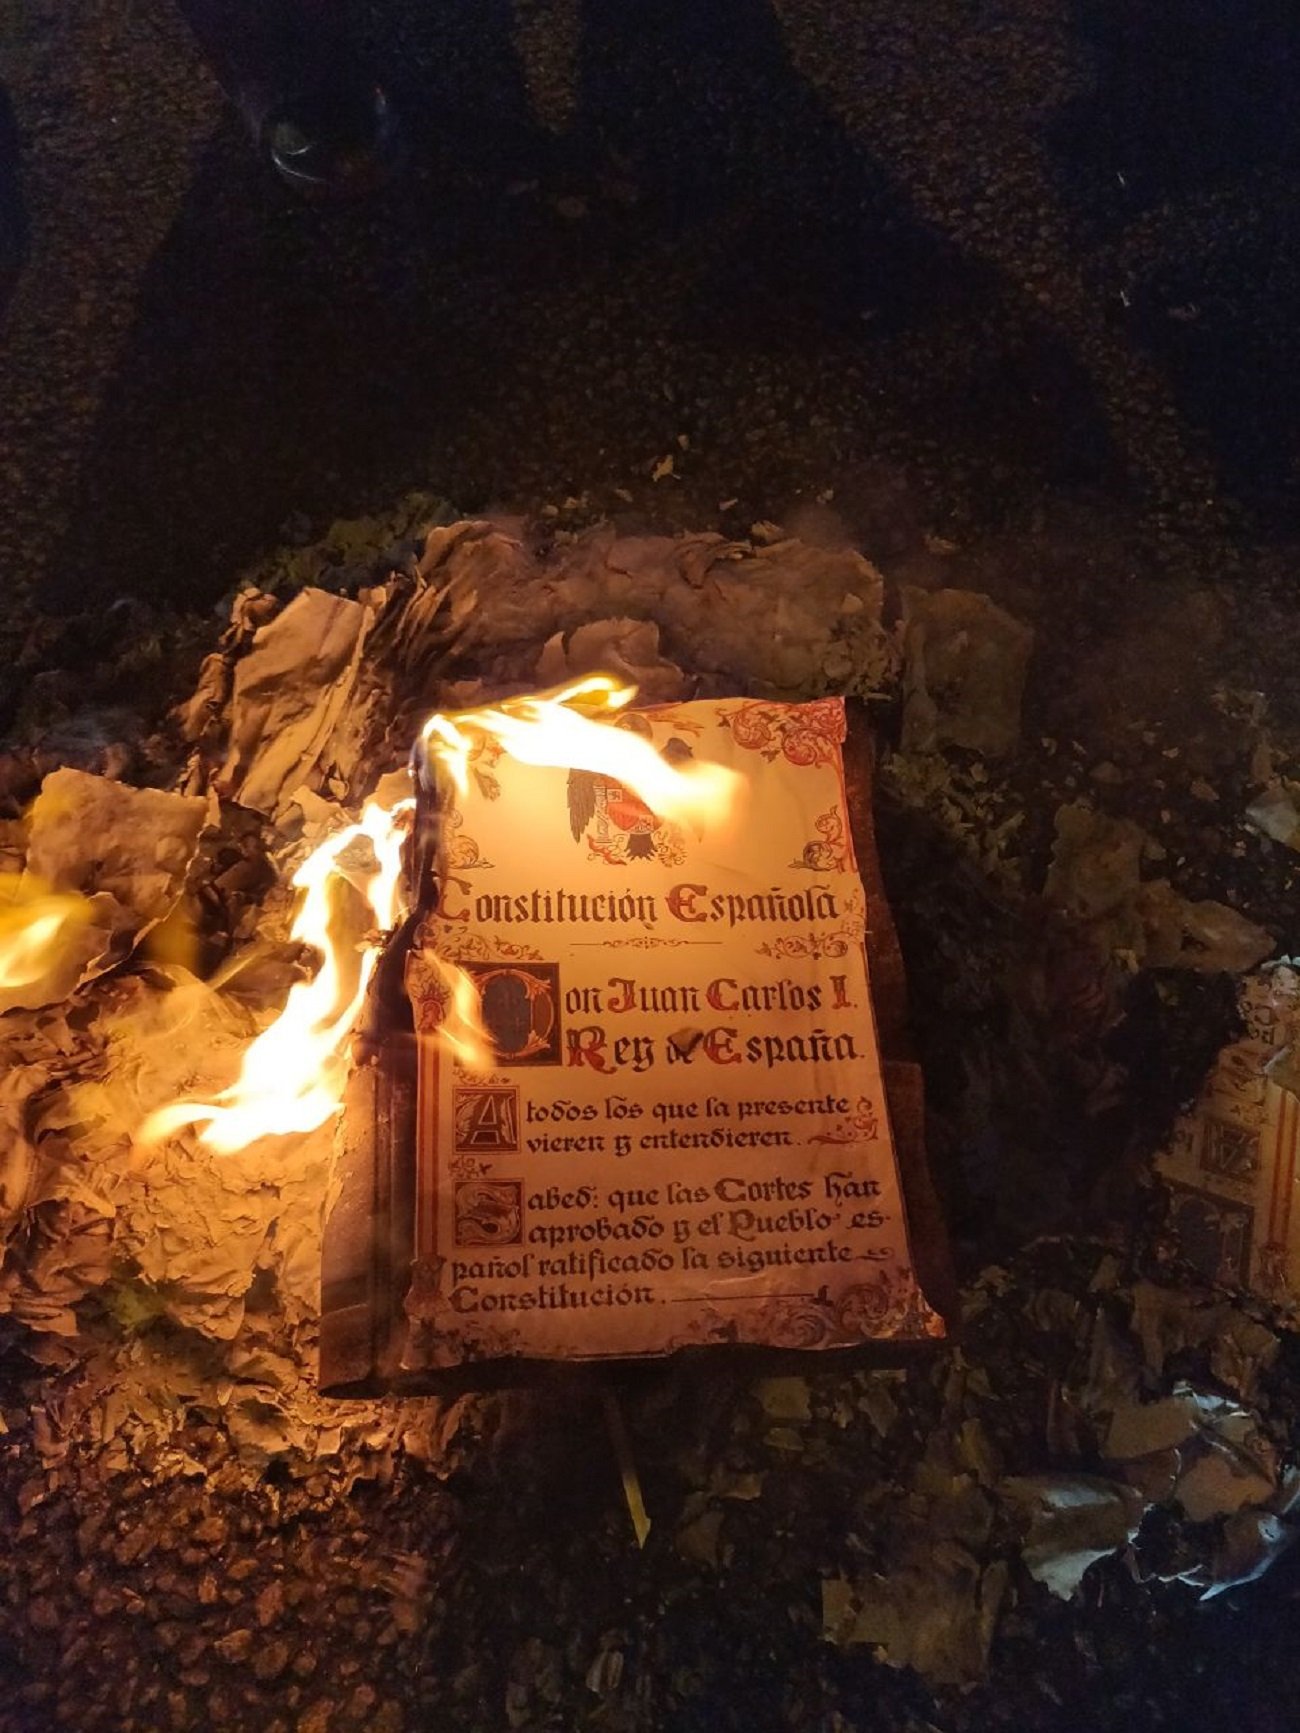 Constitución Española
Don Juan Carlos I.
Rey de España.
A todos los que la presente
vieren y entendieren.
Sabed: que las Cortes han
aprobado y el Pueblo es-
pañol ratificado la siguiente
Constitución.